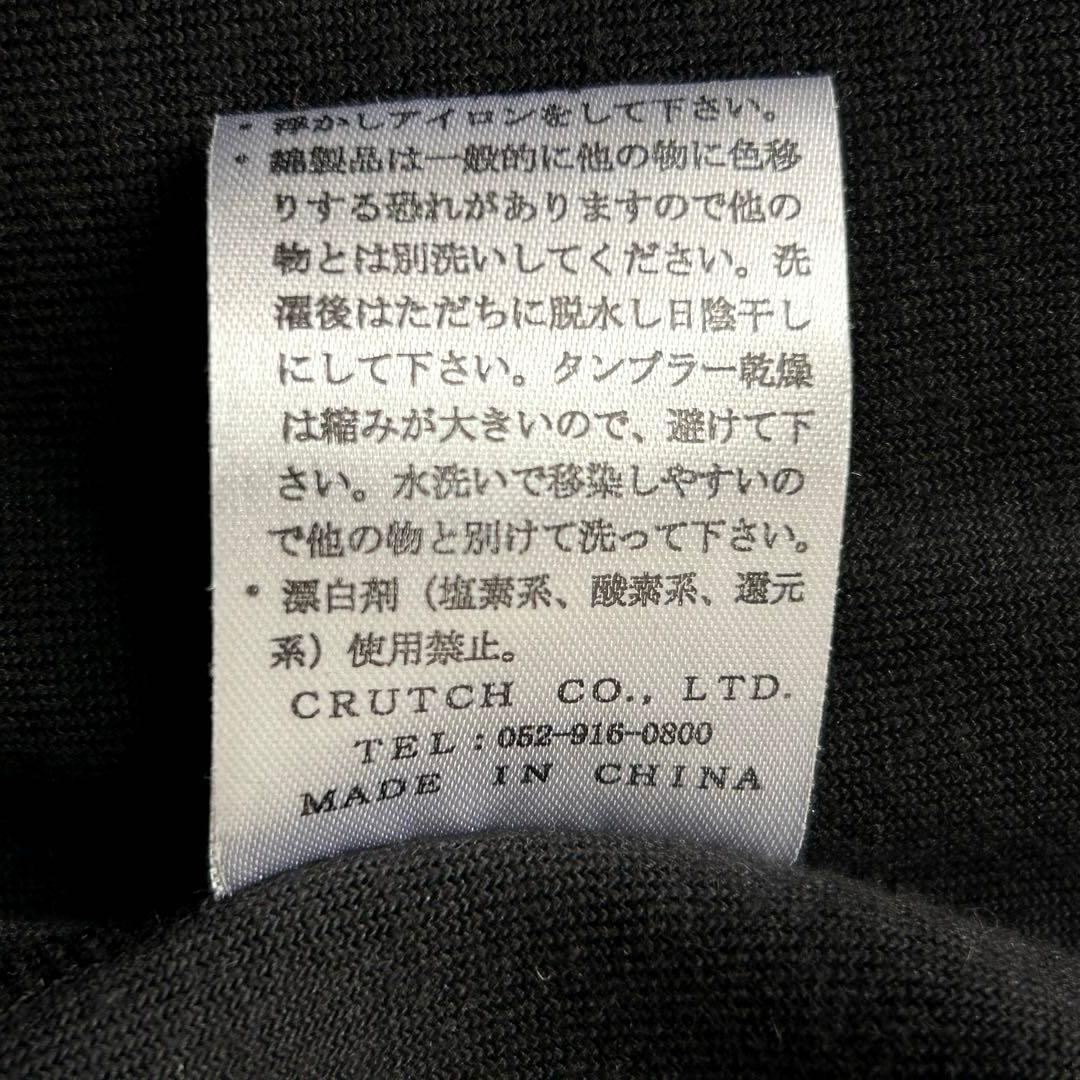 ・浮かしアイロンをして下さい。
・綿製品は一般的に他の物に色移
りする恐れがありますので他の
物とは別洗いしてください。洗
濯後はただちに脱水し日陰干し
にして下さい。タンブラー乾燥
は縮みが大きいので、避けて下
さい。水洗いで移染しやすいの
で他の物と別けて洗って下さい。
・漂白剤（塩素系、酸素系、還元
系）使用禁止。
CRUTCH CO., LTD.
TEL:052-916-0800
MADE IN CHINA